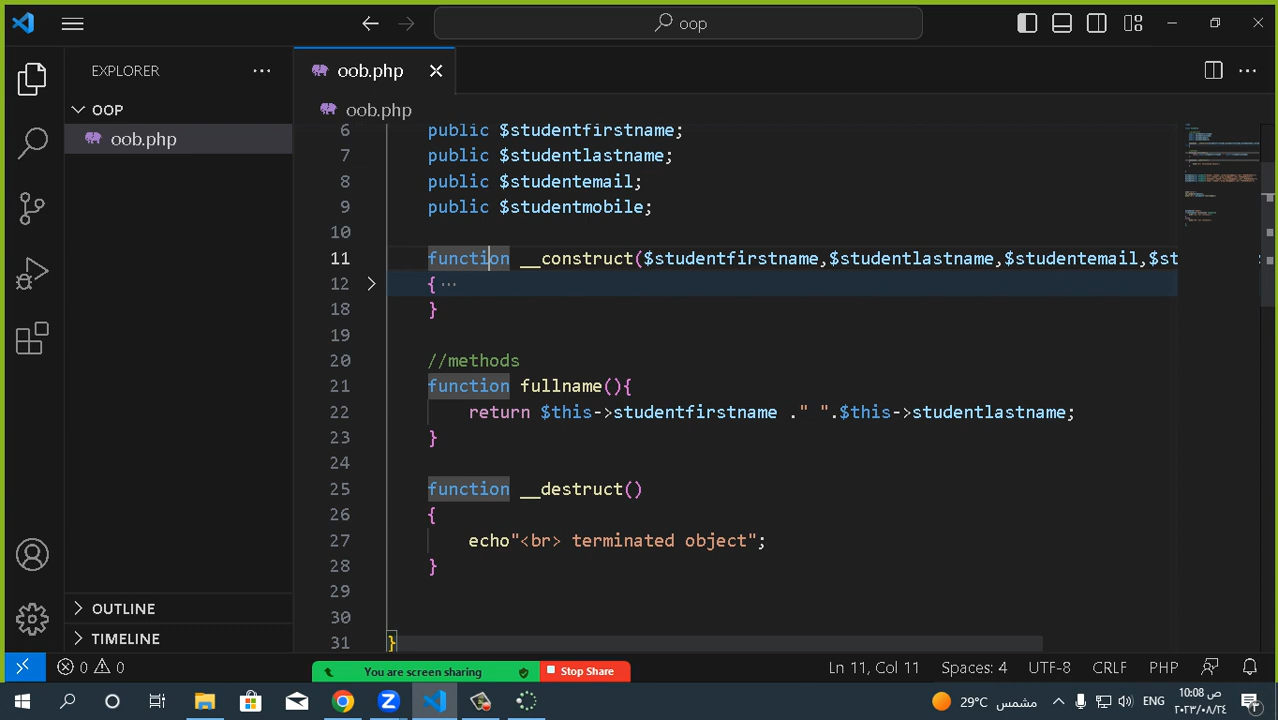 oop
EXPLORER
oob.php
OOP
oob.php
oob.php
6 public $studentfirstname;
7 public $studentlastname;
8 public $studentemail;
9 public $studentmobile;
10
11 function __construct($studentfirstname,$studentlastname,$studentemail,$st
12 {
18 }
19
20 //methods
21 function fullname(){
22 return $this->studentfirstname ." ".$this->studentlastname;
23 }
24
25 function __destruct()
26 {
27 echo"<br> terminated object";
28 }
29
30
31 }
OUTLINE
TIMELINE
0 0
Ln 11, Col 11 Spaces: 4 UTF-8 CRLF PHP
You are screen sharing Stop Share
29°C مشمس
ENG
10:08 ص
٢٠٢٣/٠٨/٢٤